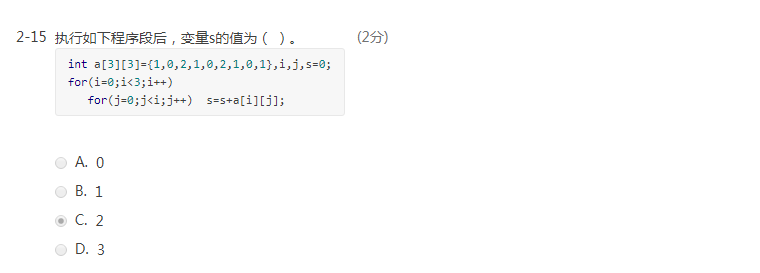 2-15 执行如下程序段后，变量s的值为 (   ) 。 (2分)
int a[3][3]={1,0,2,1,0,2,1,0,1},i,j,s=0;
for(i=0;i<3;i++)
for(j=0;j<i;j++)  s=s+a[i][j];
A. 0
B. 1
C. 2
D. 3